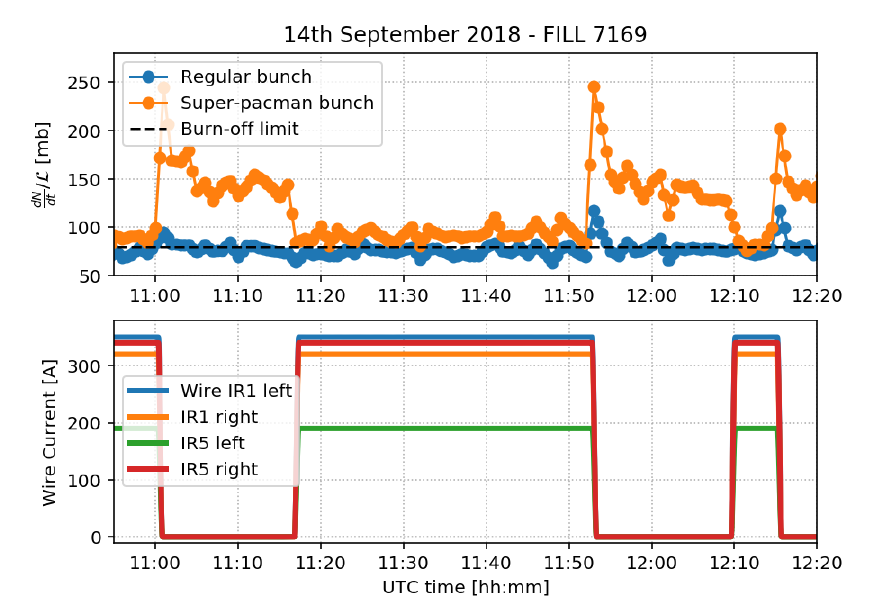 14th September 2018 - FILL 7169
dN/dt/ℒ [mb]
250
200
150
100
50
Regular bunch
Super-pacman bunch
Burn-off limit
11:00 11:10 11:20 11:30 11:40 11:50 12:00 12:10 12:20
Wire Current [A]
300
200
100
0
Wire IR1 left
IR1 right
IR5 left
IR5 right
11:00 11:10 11:20 11:30 11:40 11:50 12:00 12:10 12:20
UTC time [hh:mm]